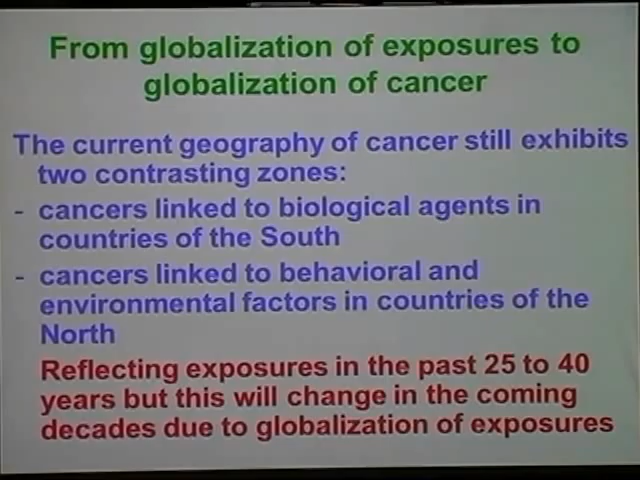 From globalization of exposures to
globalization of cancer
The current geography of cancer still exhibits
two contrasting zones:
- cancers linked to biological agents in
countries of the South
- cancers linked to behavioral and
environmental factors in countries of the
North
Reflecting exposures in the past 25 to 40
years but this will change in the coming
decades due to globalization of exposures